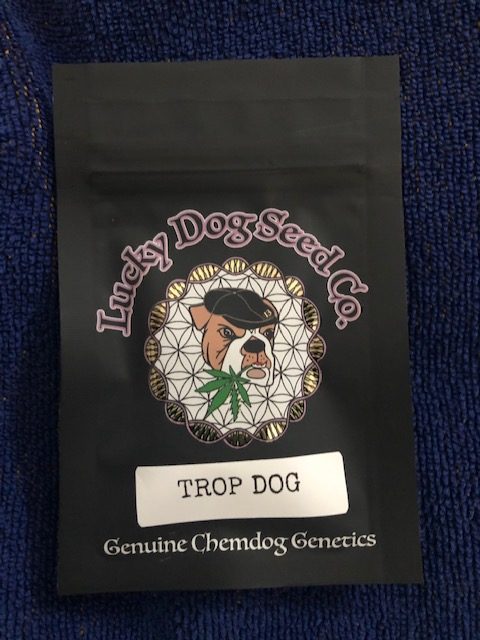 Lucky Dog Seed Co.
TROP DOG
Genuine Chemdog Genetics